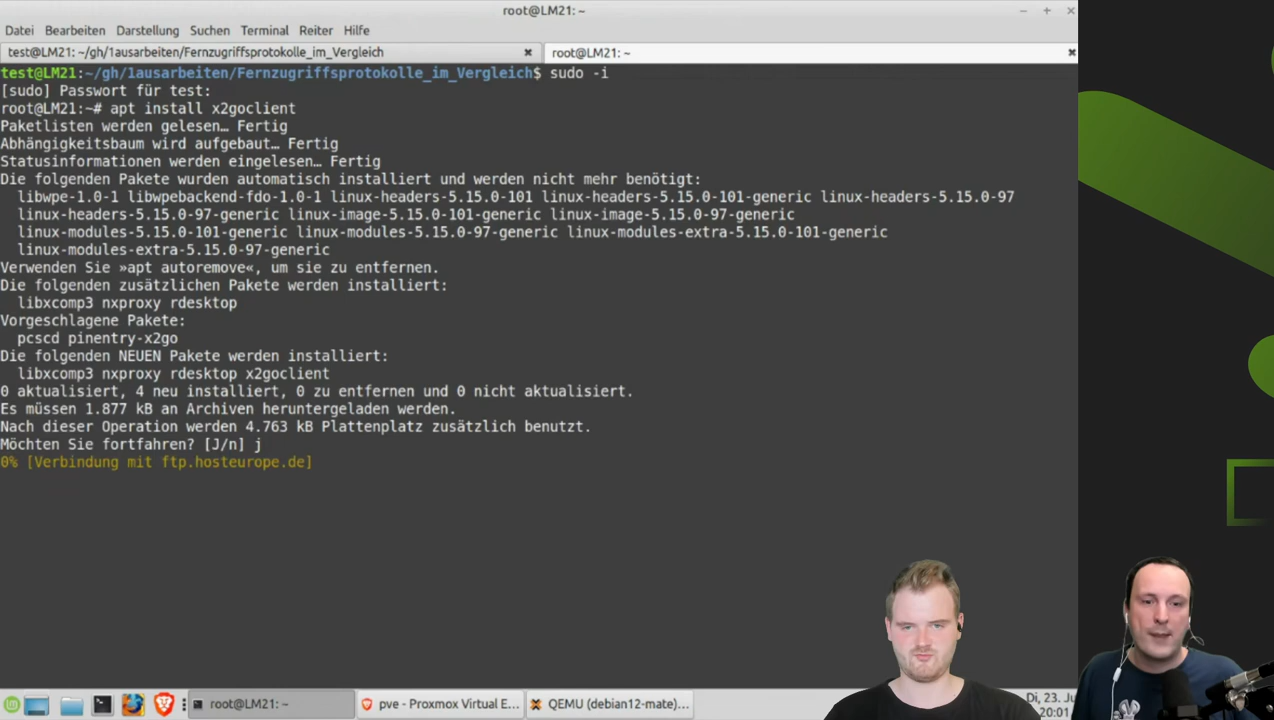 root@LM21: ~
Datei Bearbeiten Darstellung Suchen Terminal Reiter Hilfe
test@LM21: ~/gh/1ausarbeiten/Fernzugriffsprotokolle_im_Vergleich
root@LM21: ~
test@LM21:~/gh/1ausarbeiten/Fernzugriffsprotokolle_im_Vergleich$ sudo -i
[sudo] Passwort für test:
root@LM21:~# apt install x2goclient
Paketlisten werden gelesen… Fertig
Abhängigkeitsbaum wird aufgebaut… Fertig
Statusinformationen werden eingelesen… Fertig
Die folgenden Pakete wurden automatisch installiert und werden nicht mehr benötigt:
libwpe-1.0-1 libwpebackend-fdo-1.0-1 linux-headers-5.15.0-101 linux-headers-5.15.0-101-generic linux-headers-5.15.0-97
linux-headers-5.15.0-97-generic linux-image-5.15.0-101-generic linux-image-5.15.0-97-generic
linux-modules-5.15.0-101-generic linux-modules-5.15.0-97-generic linux-modules-extra-5.15.0-101-generic
linux-modules-extra-5.15.0-97-generic
Verwenden Sie »apt autoremove«, um sie zu entfernen.
Die folgenden zusätzlichen Pakete werden installiert:
libxcomp3 nxproxy rdesktop
Vorgeschlagene Pakete:
pcscd pinentry-x2go
Die folgenden NEUEN Pakete werden installiert:
libxcomp3 nxproxy rdesktop x2goclient
0 aktualisiert, 4 neu installiert, 0 zu entfernen und 0 nicht aktualisiert.
Es müssen 1.877 kB an Archiven heruntergeladen werden.
Nach dieser Operation werden 4.763 kB Plattenplatz zusätzlich benutzt.
Möchten Sie fortfahren? [J/n] j
0% [Verbindung mit ftp.hosteurope.de]
root@LM21: ~
pve - Proxmox Virtual E...
QEMU (debian12-mate)...
Di, 23. Ju
20:01